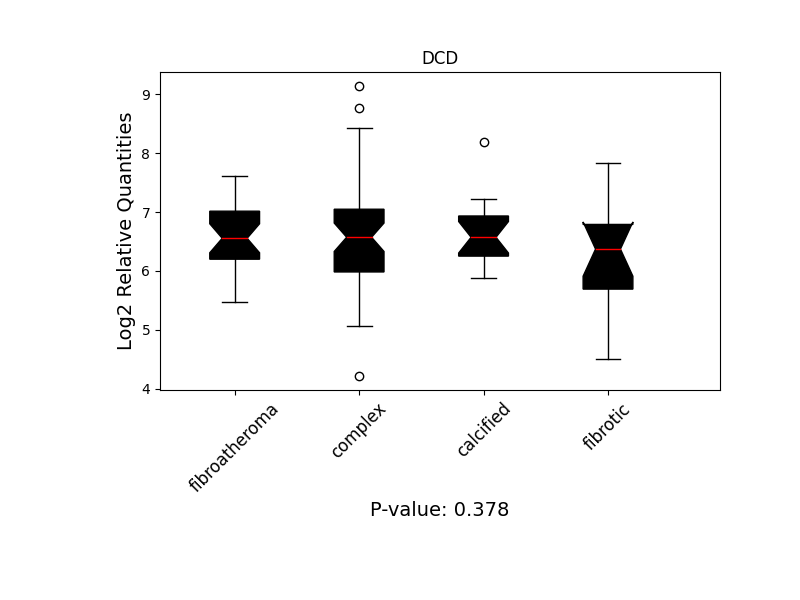 DCD
Log2 Relative Quantities
9
8
7
6
5
4
fibroatheroma
complex
calcified
fibrotic
P-value: 0.378